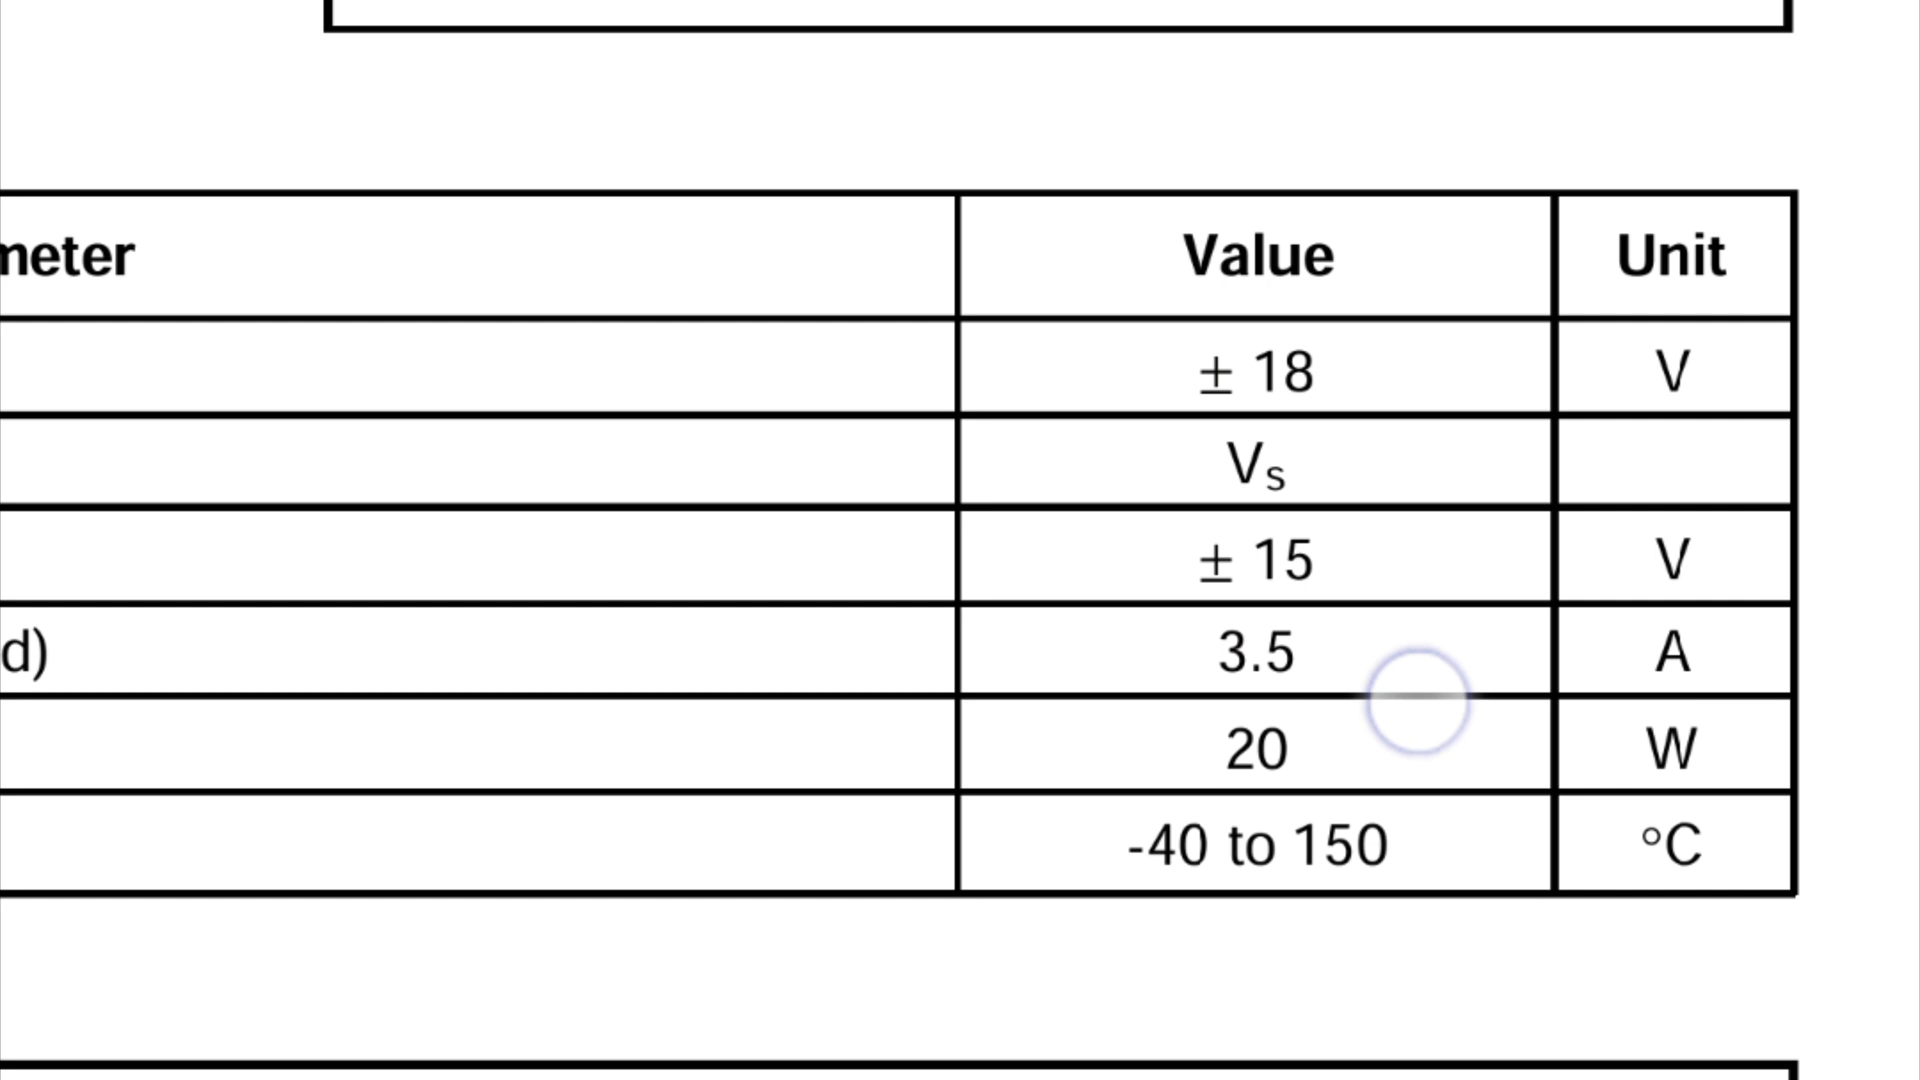 meter Value Unit
± 18 V
Vs
± 15 V
d) 3.5 A
20 W
-40 to 150 °C